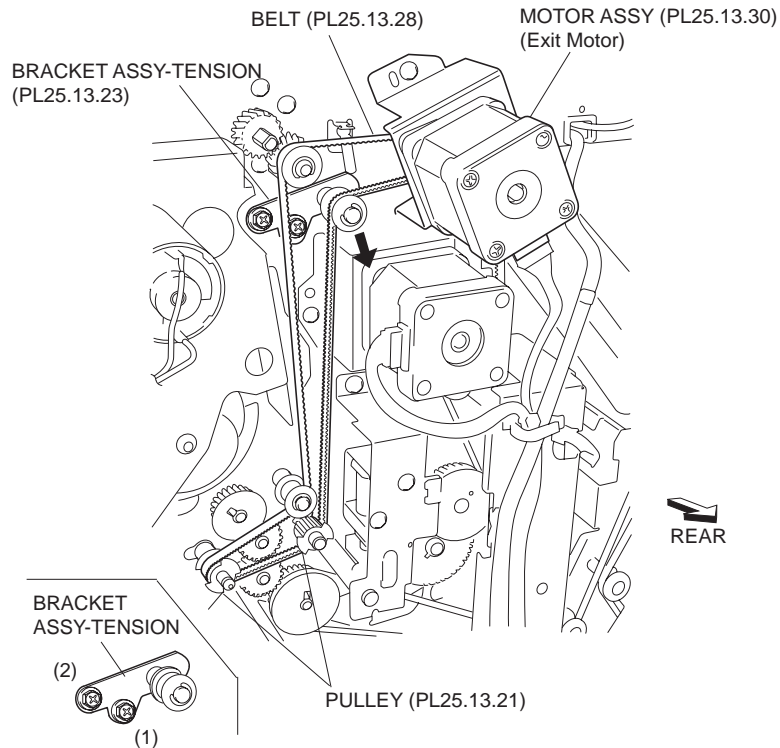 BELT (PL25.13.28)
MOTOR ASSY (PL25.13.30)
(Exit Motor)
BRACKET ASSY-TENSION
(PL25.13.23)
REAR
BRACKET
ASSY-TENSION
(2)
(1)
PULLEY (PL25.13.21)